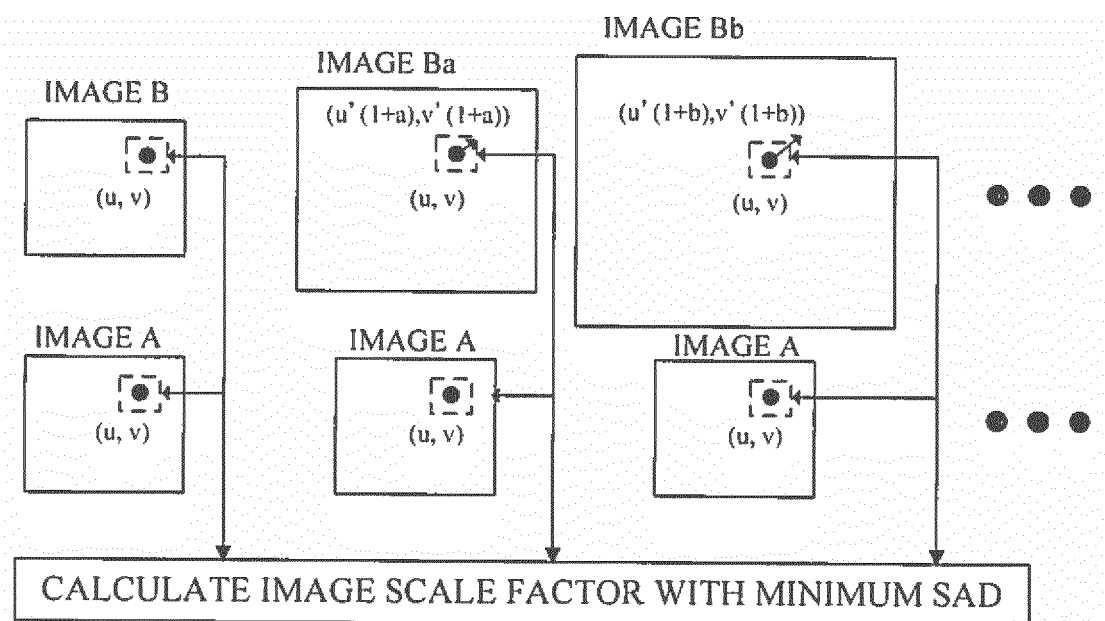 IMAGE B
(u, v)
IMAGE Ba
(u'(1+a),v'(1+a))
(u, v)
IMAGE Bb
(u'(1+b),v'(1+b))
(u, v)
IMAGE A
(u, v)
IMAGE A
(u, v)
IMAGE A
(u, v)
CALCULATE IMAGE SCALE FACTOR WITH MINIMUM SAD